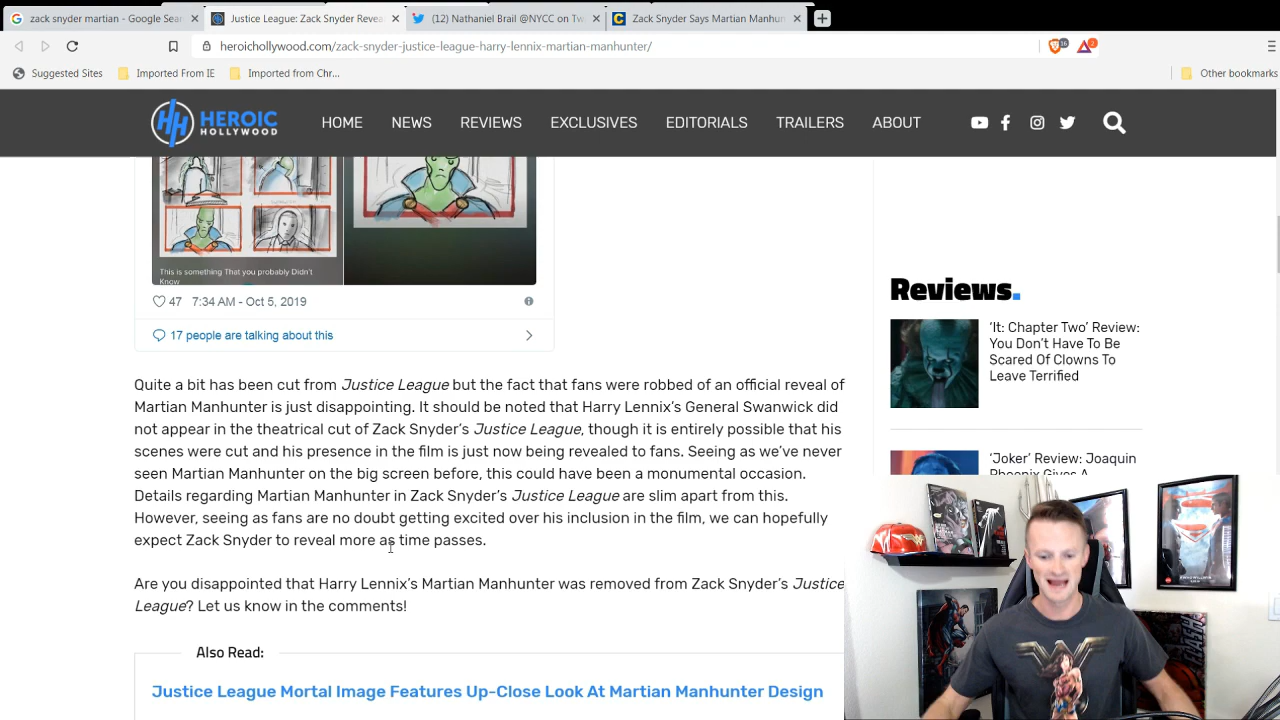 zack snyder martian - Google Sear
Justice League: Zack Snyder Revea
(12) Nathaniel Brail @NYCC on Tw
Zack Snyder Says Martian Manhun
heroichollywood.com/zack-snyder-justice-league-harry-lennix-martian-manhunter/
Suggested Sites
Imported From IE
Imported from Chr...
Other bookmarks
HEROIC
HOLLYWOOD
HOME
NEWS
REVIEWS
EXCLUSIVES
EDITORIALS
TRAILERS
ABOUT
This is something That you probably Didn't
Know
47 7:34 AM - Oct 5, 2019
17 people are talking about this
Quite a bit has been cut from Justice League but the fact that fans were robbed of an official reveal of
Martian Manhunter is just disappointing. It should be noted that Harry Lennix's General Swanwick did
not appear in the theatrical cut of Zack Snyder's Justice League, though it is entirely possible that his
scenes were cut and his presence in the film is just now being revealed to fans. Seeing as we've never
seen Martian Manhunter on the big screen before, this could have been a monumental occasion.
Details regarding Martian Manhunter in Zack Snyder's Justice League are slim apart from this.
However, seeing as fans are no doubt getting excited over his inclusion in the film, we can hopefully
expect Zack Snyder to reveal more as time passes.
Are you disappointed that Harry Lennix's Martian Manhunter was removed from Zack Snyder's Justice
League? Let us know in the comments!
Also Read:
Justice League Mortal Image Features Up-Close Look At Martian Manhunter Design
Reviews.
'It: Chapter Two' Review:
You Don't Have To Be
Scared Of Clowns To
Leave Terrified
'Joker' Review: Joaquin
Phoenix Gives A